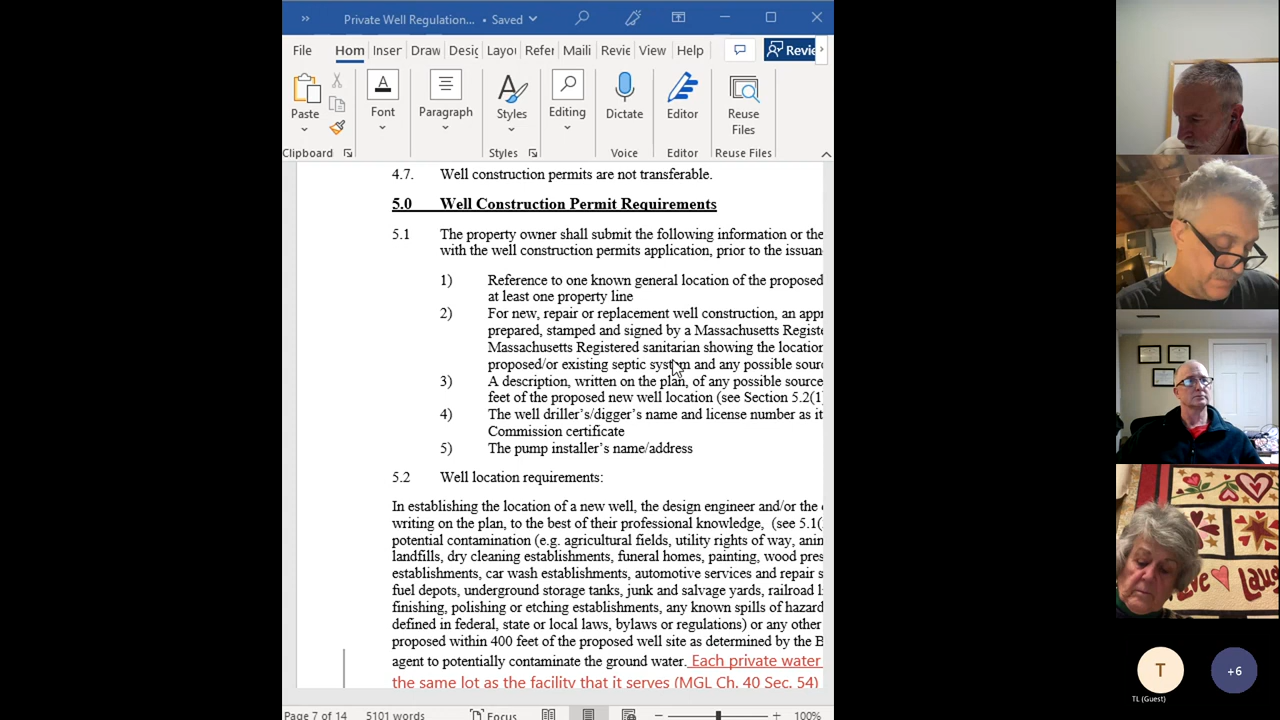 » Private Well Regulation... • Saved
File Hom Inser Draw Desig Layou Refer Maili Revie View Help Revie
Paste Font Paragraph Styles Editing Dictate Editor Reuse Files
Clipboard Styles Voice Editor Reuse Files
4.7. Well construction permits are not transferable.
5.0 Well Construction Permit Requirements
5.1 The property owner shall submit the following information or the
with the well construction permits application, prior to the issuan
1) Reference to one known general location of the proposed
at least one property line
2) For new, repair or replacement well construction, an appr
prepared, stamped and signed by a Massachusetts Registe
Massachusetts Registered sanitarian showing the location
proposed/or existing septic system and any possible sour
3) A description, written on the plan, of any possible source
feet of the proposed new well location (see Section 5.2(1)
4) The well driller's/digger's name and license number as it
Commission certificate
5) The pump installer's name/address
5.2 Well location requirements:
In establishing the location of a new well, the design engineer and/or the
writing on the plan, to the best of their professional knowledge, (see 5.1(
potential contamination (e.g. agricultural fields, utility rights of way, anim
landfills, dry cleaning establishments, funeral homes, painting, wood pres
establishments, car wash establishments, automotive services and repair s
fuel depots, underground storage tanks, junk and salvage yards, railroad li
finishing, polishing or etching establishments, any known spills of hazard
defined in federal, state or local laws, bylaws or regulations) or any other
proposed within 400 feet of the proposed well site as determined by the B
agent to potentially contaminate the ground water. Each private water
the same lot as the facility that it serves (MGL Ch. 40 Sec. 54)
Page 7 of 14 5101 words Focus 100%
T
+6
TL (Guest)